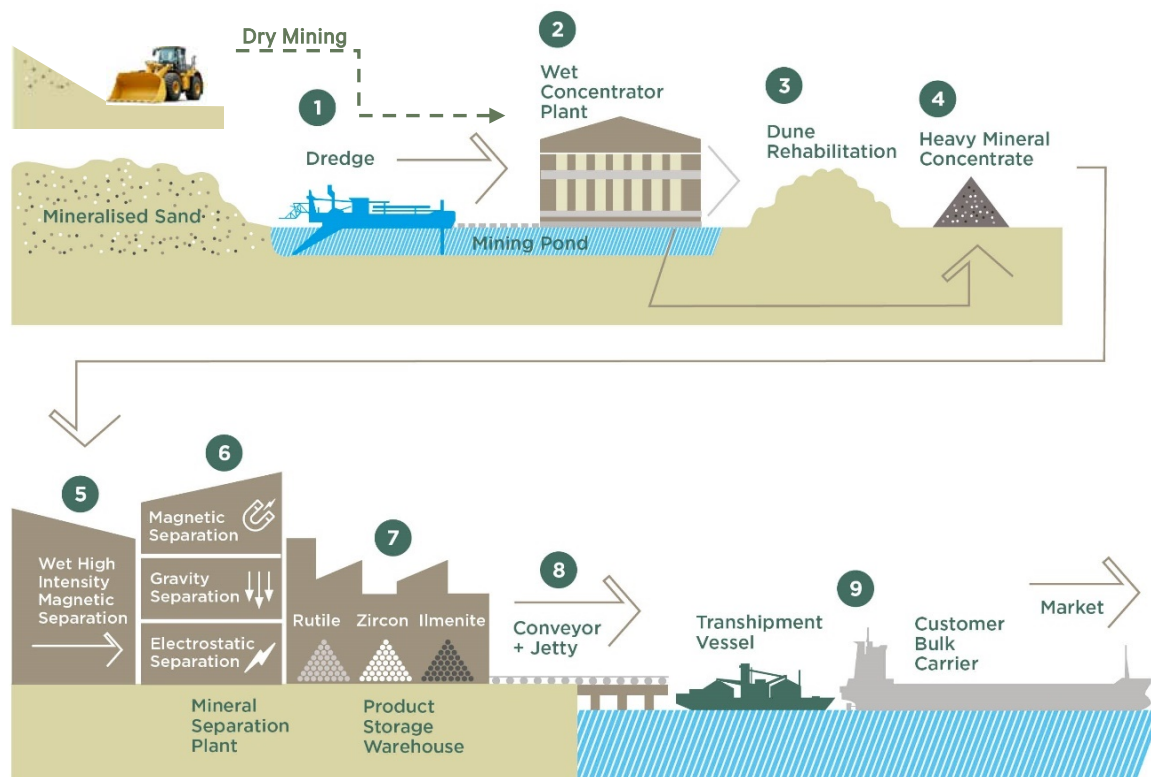 Dry Mining
1
Dredge
2
Wet
Concentrator
Plant
3
Dune
Rehabilitation
4
Heavy Mineral
Concentrate
Mineralised Sand
Mining Pond
5
Wet High
Intensity
Magnetic
Separation
6
Magnetic
Separation
Gravity
Separation
Electrostatic
Separation
Mineral
Separation
Plant
7
Rutile
Zircon
Ilmenite
Product
Storage
Warehouse
8
Conveyor
+ Jetty
Transhipment
Vessel
9
Customer
Bulk
Carrier
Market